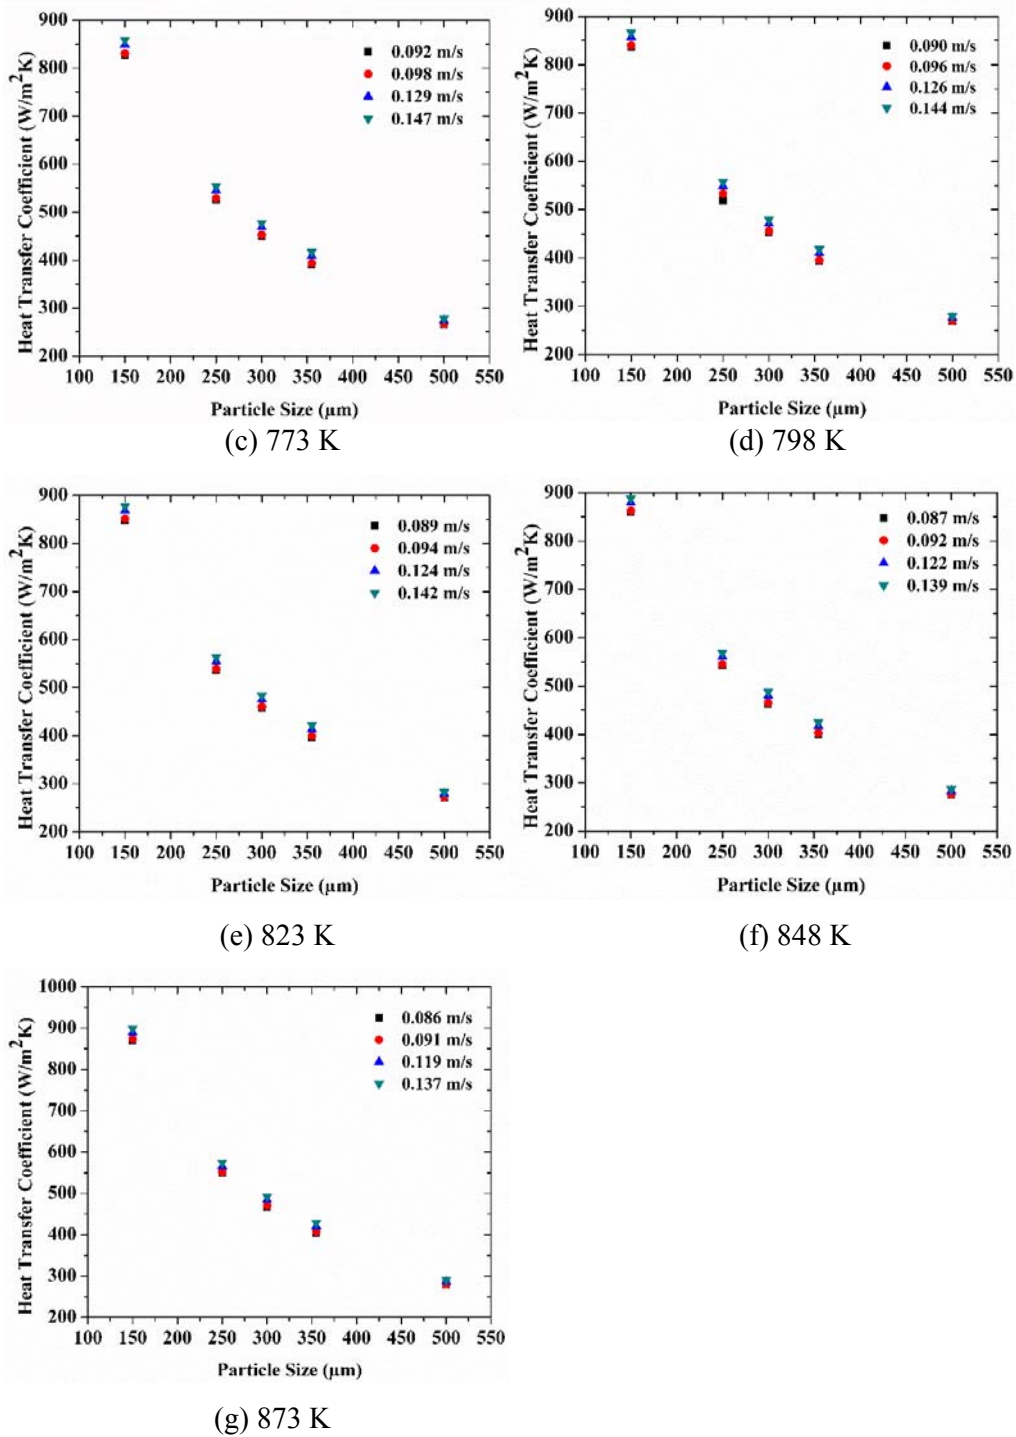 900
800
700
600
500
400
300
200
Heat Transfer Coefficient (W/m²K)
0.092 m/s
0.098 m/s
0.129 m/s
0.147 m/s
100 150 200 250 300 350 400 450 500 550
Particle Size (µm)
(c) 773 K
900
800
700
600
500
400
300
200
Heat Transfer Coefficient (W/m²K)
0.090 m/s
0.096 m/s
0.126 m/s
0.144 m/s
100 150 200 250 300 350 400 450 500 550
Particle Size (µm)
(d) 798 K
900
800
700
600
500
400
300
200
Heat Transfer Coefficient (W/m²K)
0.089 m/s
0.094 m/s
0.124 m/s
0.142 m/s
100 150 200 250 300 350 400 450 500 550
Particle Size (µm)
(e) 823 K
900
800
700
600
500
400
300
200
Heat Transfer Coefficient (W/m²K)
0.087 m/s
0.092 m/s
0.122 m/s
0.139 m/s
100 150 200 250 300 350 400 450 500 550
Particle Size (µm)
(f) 848 K
1000
900
800
700
600
500
400
300
200
Heat Transfer Coefficient (W/m²K)
0.086 m/s
0.091 m/s
0.119 m/s
0.137 m/s
100 150 200 250 300 350 400 450 500 550
Particle Size (µm)
(g) 873 K